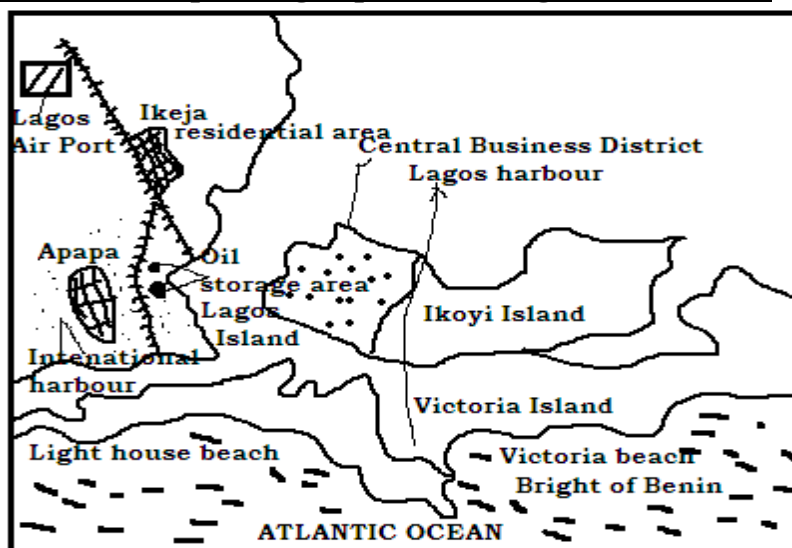 Lagos
Air Port
Ikeja
residential area
Central Business District
Lagos harbour
Apapa
Oil
storage area
Lagos
Island
Ikoyi Island
Intenational
harbour
Victoria Island
Light house beach
Victoria beach
Bright of Benin
ATLANTIC OCEAN